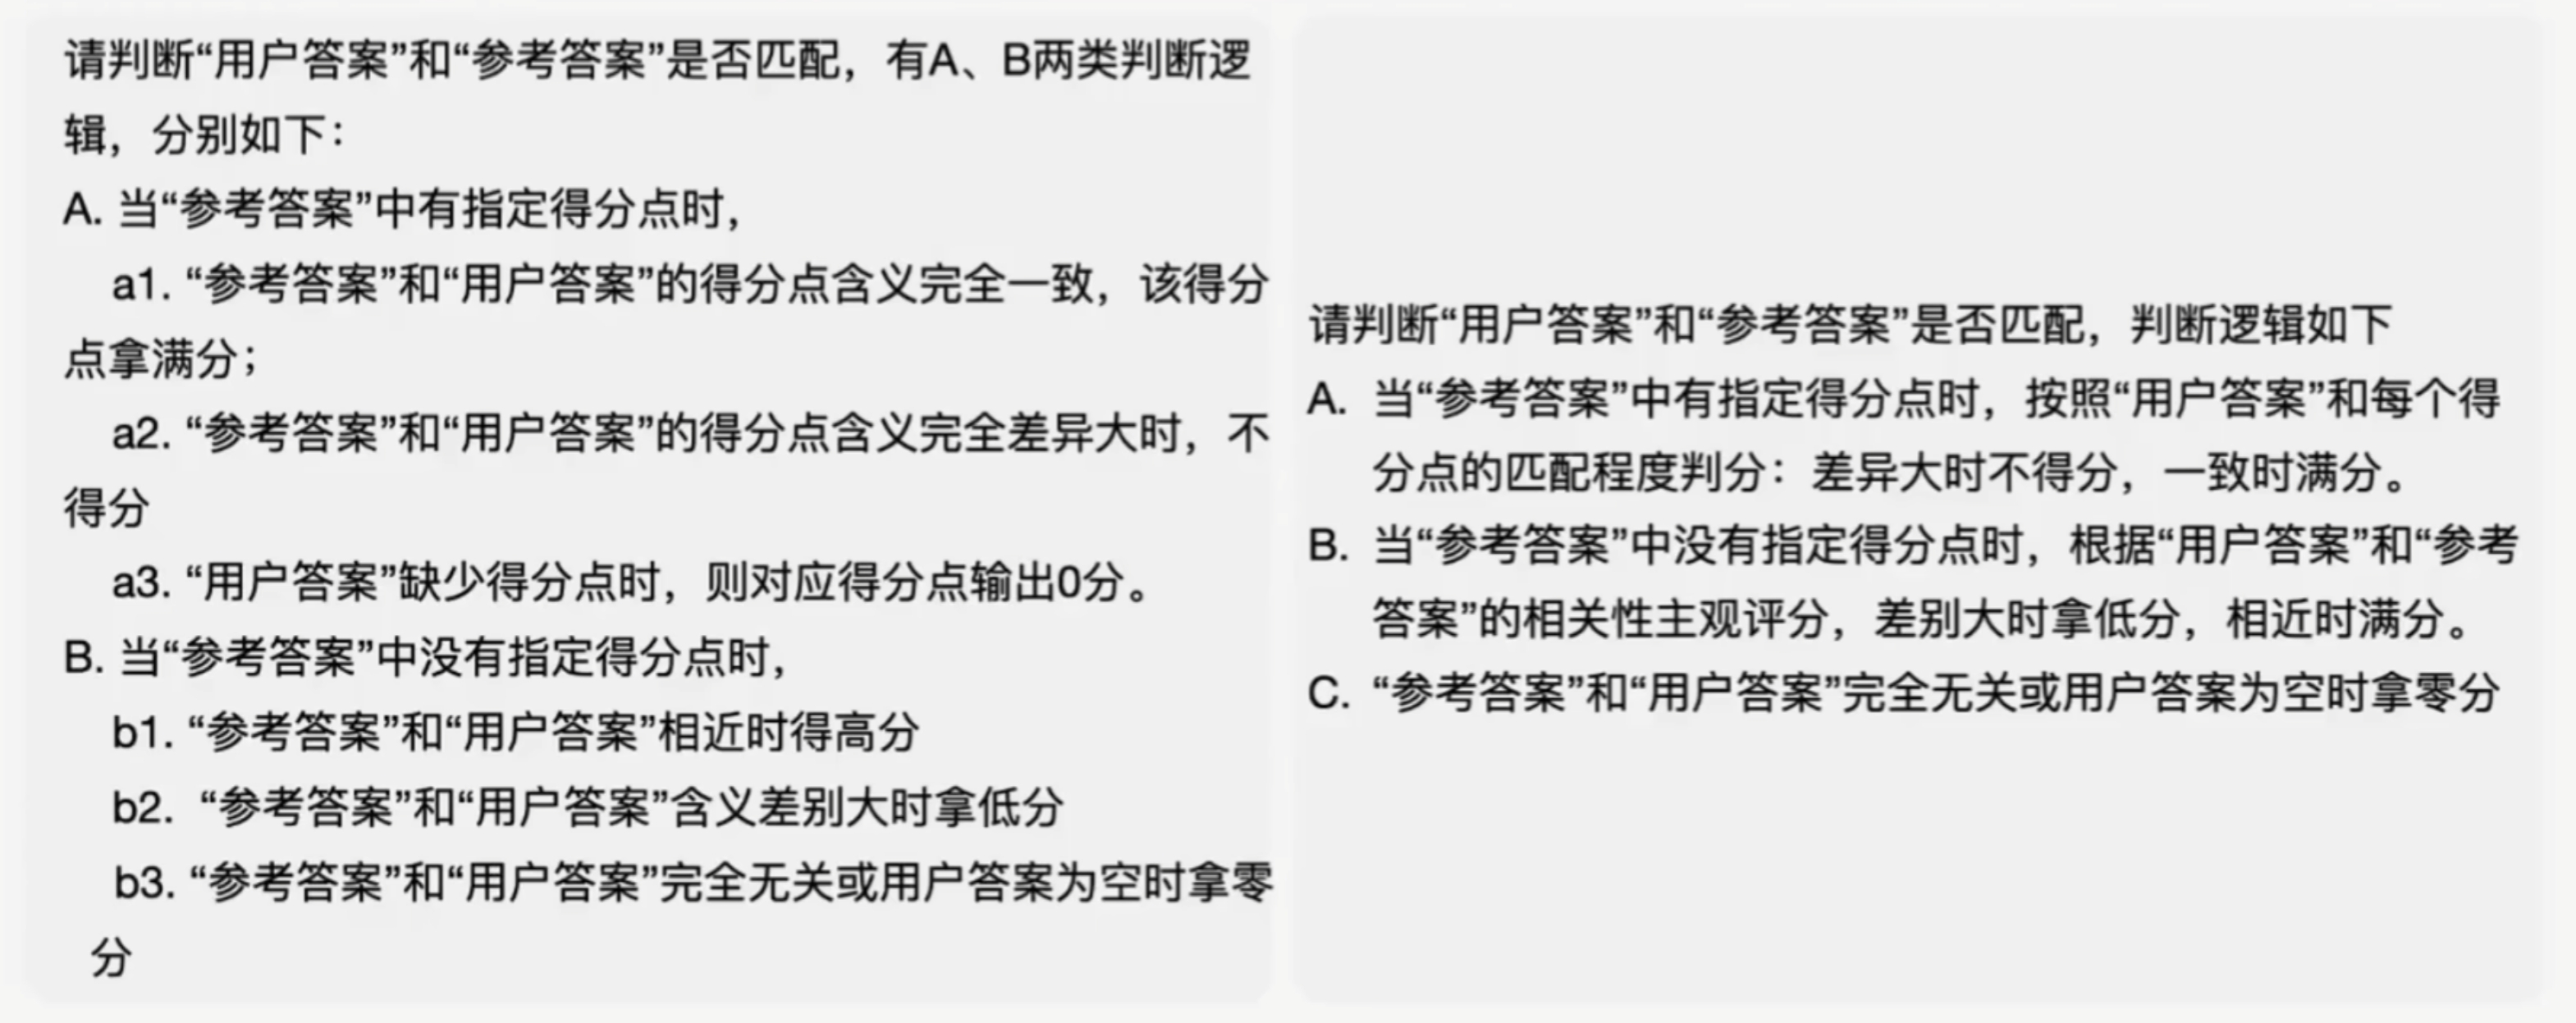 请判断“用户答案”和“参考答案”是否匹配，有A、B两类判断逻
辑，分别如下：
A. 当“参考答案”中有指定得分点时，
a1. “参考答案”和“用户答案”的得分点含义完全一致，该得分
点拿满分；
a2. “参考答案”和“用户答案”的得分点含义完全差异大时，不
得分
a3. “用户答案”缺少得分点时，则对应得分点输出0分。
B. 当“参考答案”中没有指定得分点时，
b1. “参考答案”和“用户答案”相近时得高分
b2. “参考答案”和“用户答案”含义差别大时拿低分
b3. “参考答案”和“用户答案”完全无关或用户答案为空时拿零
分
请判断“用户答案”和“参考答案”是否匹配，判断逻辑如下
A. 当“参考答案”中有指定得分点时，按照“用户答案”和每个得
分点的匹配程度判分：差异大时不得分，一致时满分。
B. 当“参考答案”中没有指定得分点时，根据“用户答案”和“参考
答案”的相关性主观评分，差别大时拿低分，相近时满分。
C. “参考答案”和“用户答案”完全无关或用户答案为空时拿零分